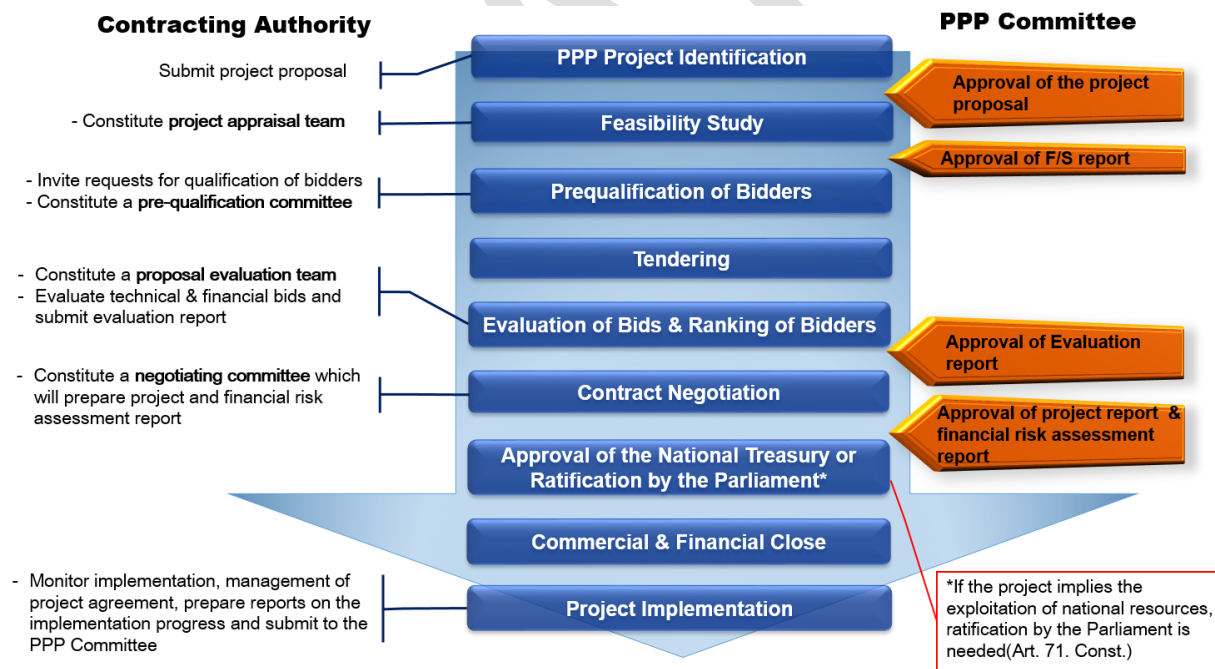 Contracting Authority
PPP Committee
PPP Project Identification
Submit project proposal
Approval of the project
proposal
- Constitute project appraisal team
Feasibility Study
Approval of F/S report
- Invite requests for qualification of bidders
- Constitute a pre-qualification committee
Prequalification of Bidders
Tendering
- Constitute a proposal evaluation team
- Evaluate technical & financial bids and
submit evaluation report
Evaluation of Bids & Ranking of Bidders
Approval of Evaluation
report
- Constitute a negotiating committee which
will prepare project and financial risk
assessment report
Contract Negotiation
Approval of project report &
financial risk assessment
report
Approval of the National Treasury or
Ratification by the Parliament*
Commercial & Financial Close
- Monitor implementation, management of
project agreement, prepare reports on the
implementation progress and submit to the
PPP Committee
Project Implementation
*If the project implies the
exploitation of national resources,
ratification by the Parliament is
needed(Art. 71. Const.)